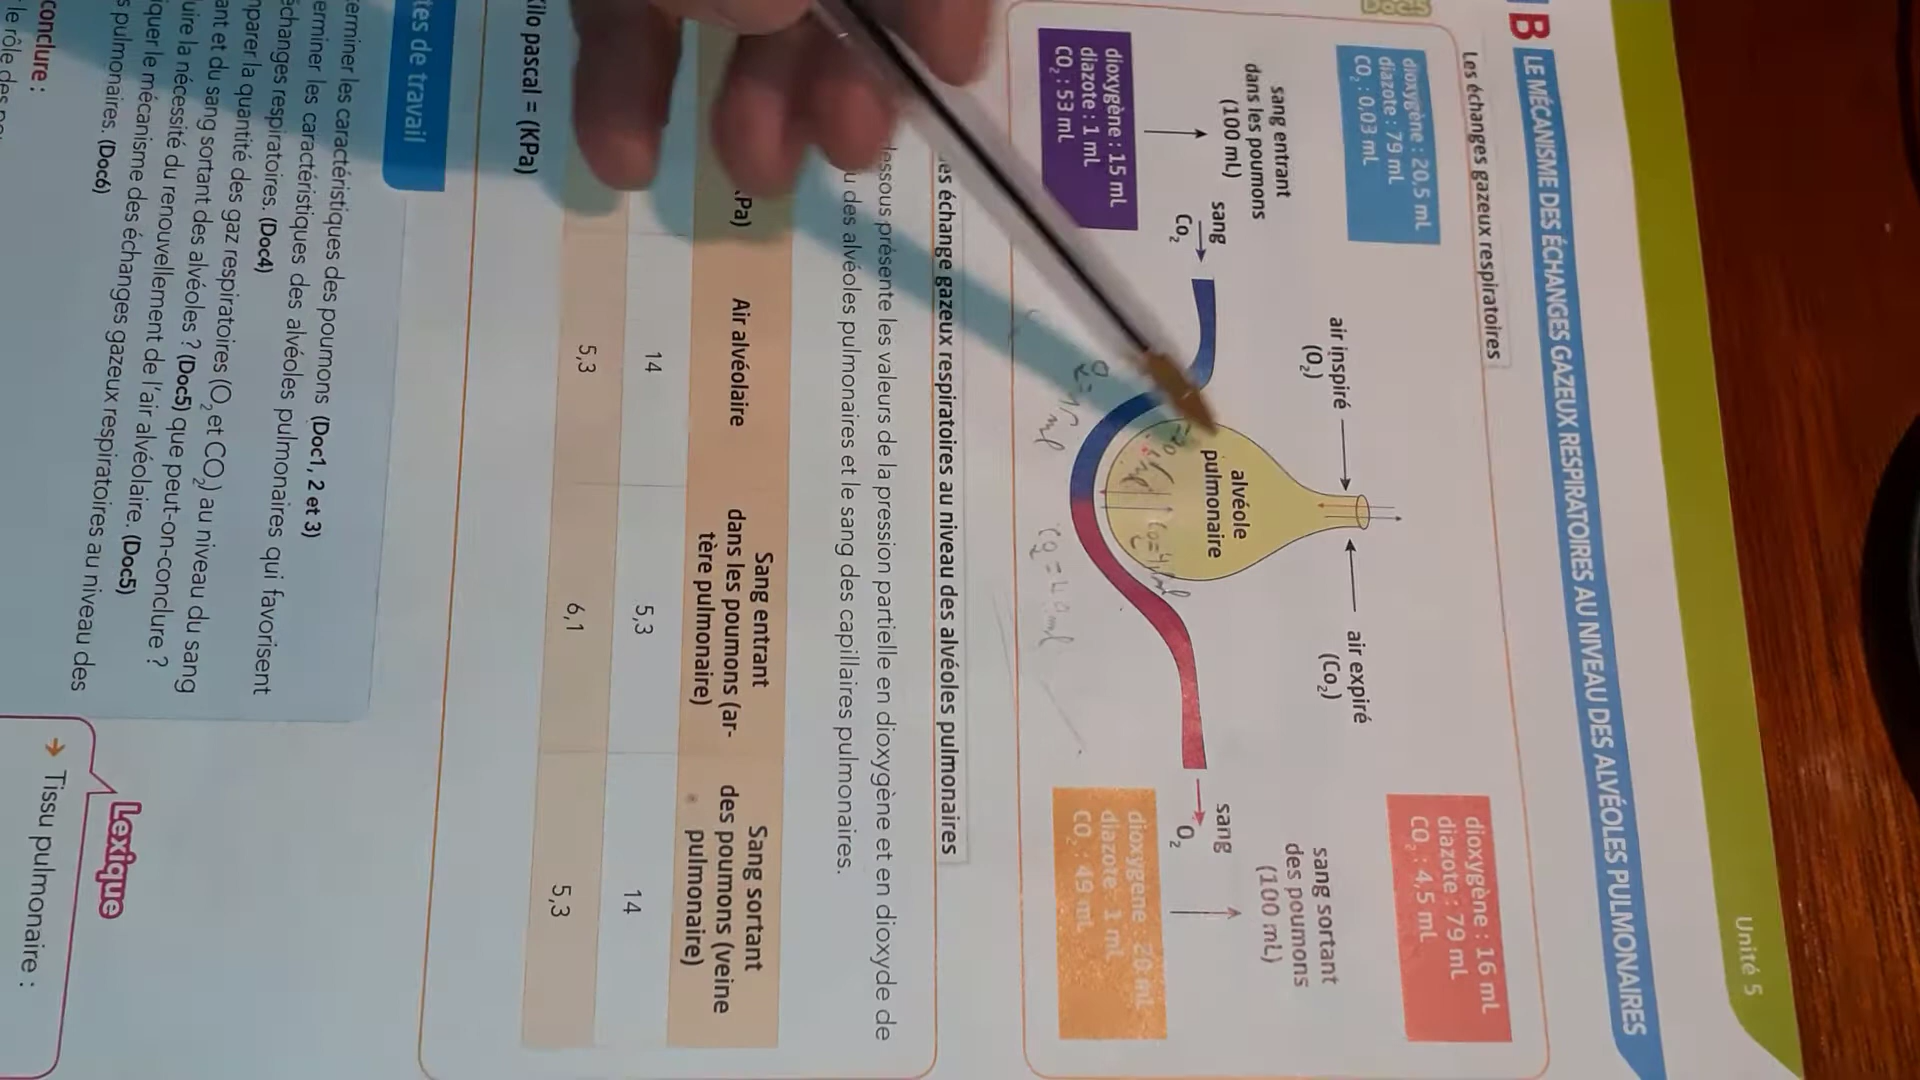 Unité 5
B LE MÉCANISME DES ÉCHANGES GAZEUX RESPIRATOIRES AU NIVEAU DES ALVÉOLES PULMONAIRES
Doc.5
Les échanges gazeux respiratoires
dioxygène : 20,5 mL
diazote : 79 mL
CO₂ : 0,03 mL
air inspiré
(O₂)
air expiré
(Co₂)
dioxygène : 16 mL
diazote : 79 mL
CO₂ : 4,5 mL
sang entrant
dans les poumons
(100 mL)
sang
Co₂
alvéole
pulmonaire
sang
O₂
sang sortant
des poumons
(100 mL)
dioxygène : 15 mL
diazote : 1 mL
CO₂ : 53 mL
dioxygène : 20 mL
diazote : 1 mL
CO₂ : 49 mL
es échange gazeux respiratoires au niveau des alvéoles pulmonaires
présente les valeurs de la pression partielle en dioxygène et en dioxyde de
des alvéoles pulmonaires et le sang des capillaires pulmonaires.
Pa)
Air alvéolaire
Sang entrant
dans les poumons (ar-
tère pulmonaire)
Sang sortant
des poumons (veine
pulmonaire)
14 5,3 14
5,3 6,1 5,3
Kilo pascal = (KPa)
tes de travail
erminer les caractéristiques des poumons (Doc1, 2 et 3)
erminer les caractéristiques des alvéoles pulmonaires qui favorisent
échanges respiratoires. (Doc4)
mparer la quantité des gaz respiratoires (O₂ et CO₂) au niveau du sang
ant et du sang sortant des alvéoles ? (Doc5) que peut-on-conclure ?
uire la nécessité du renouvellement de l'air alvéolaire. (Doc5)
iquer le mécanisme des échanges gazeux respiratoires au niveau des
s pulmonaires. (Doc6)
conclure :
le rôle des
Lexique
→ Tissu pulmonaire :